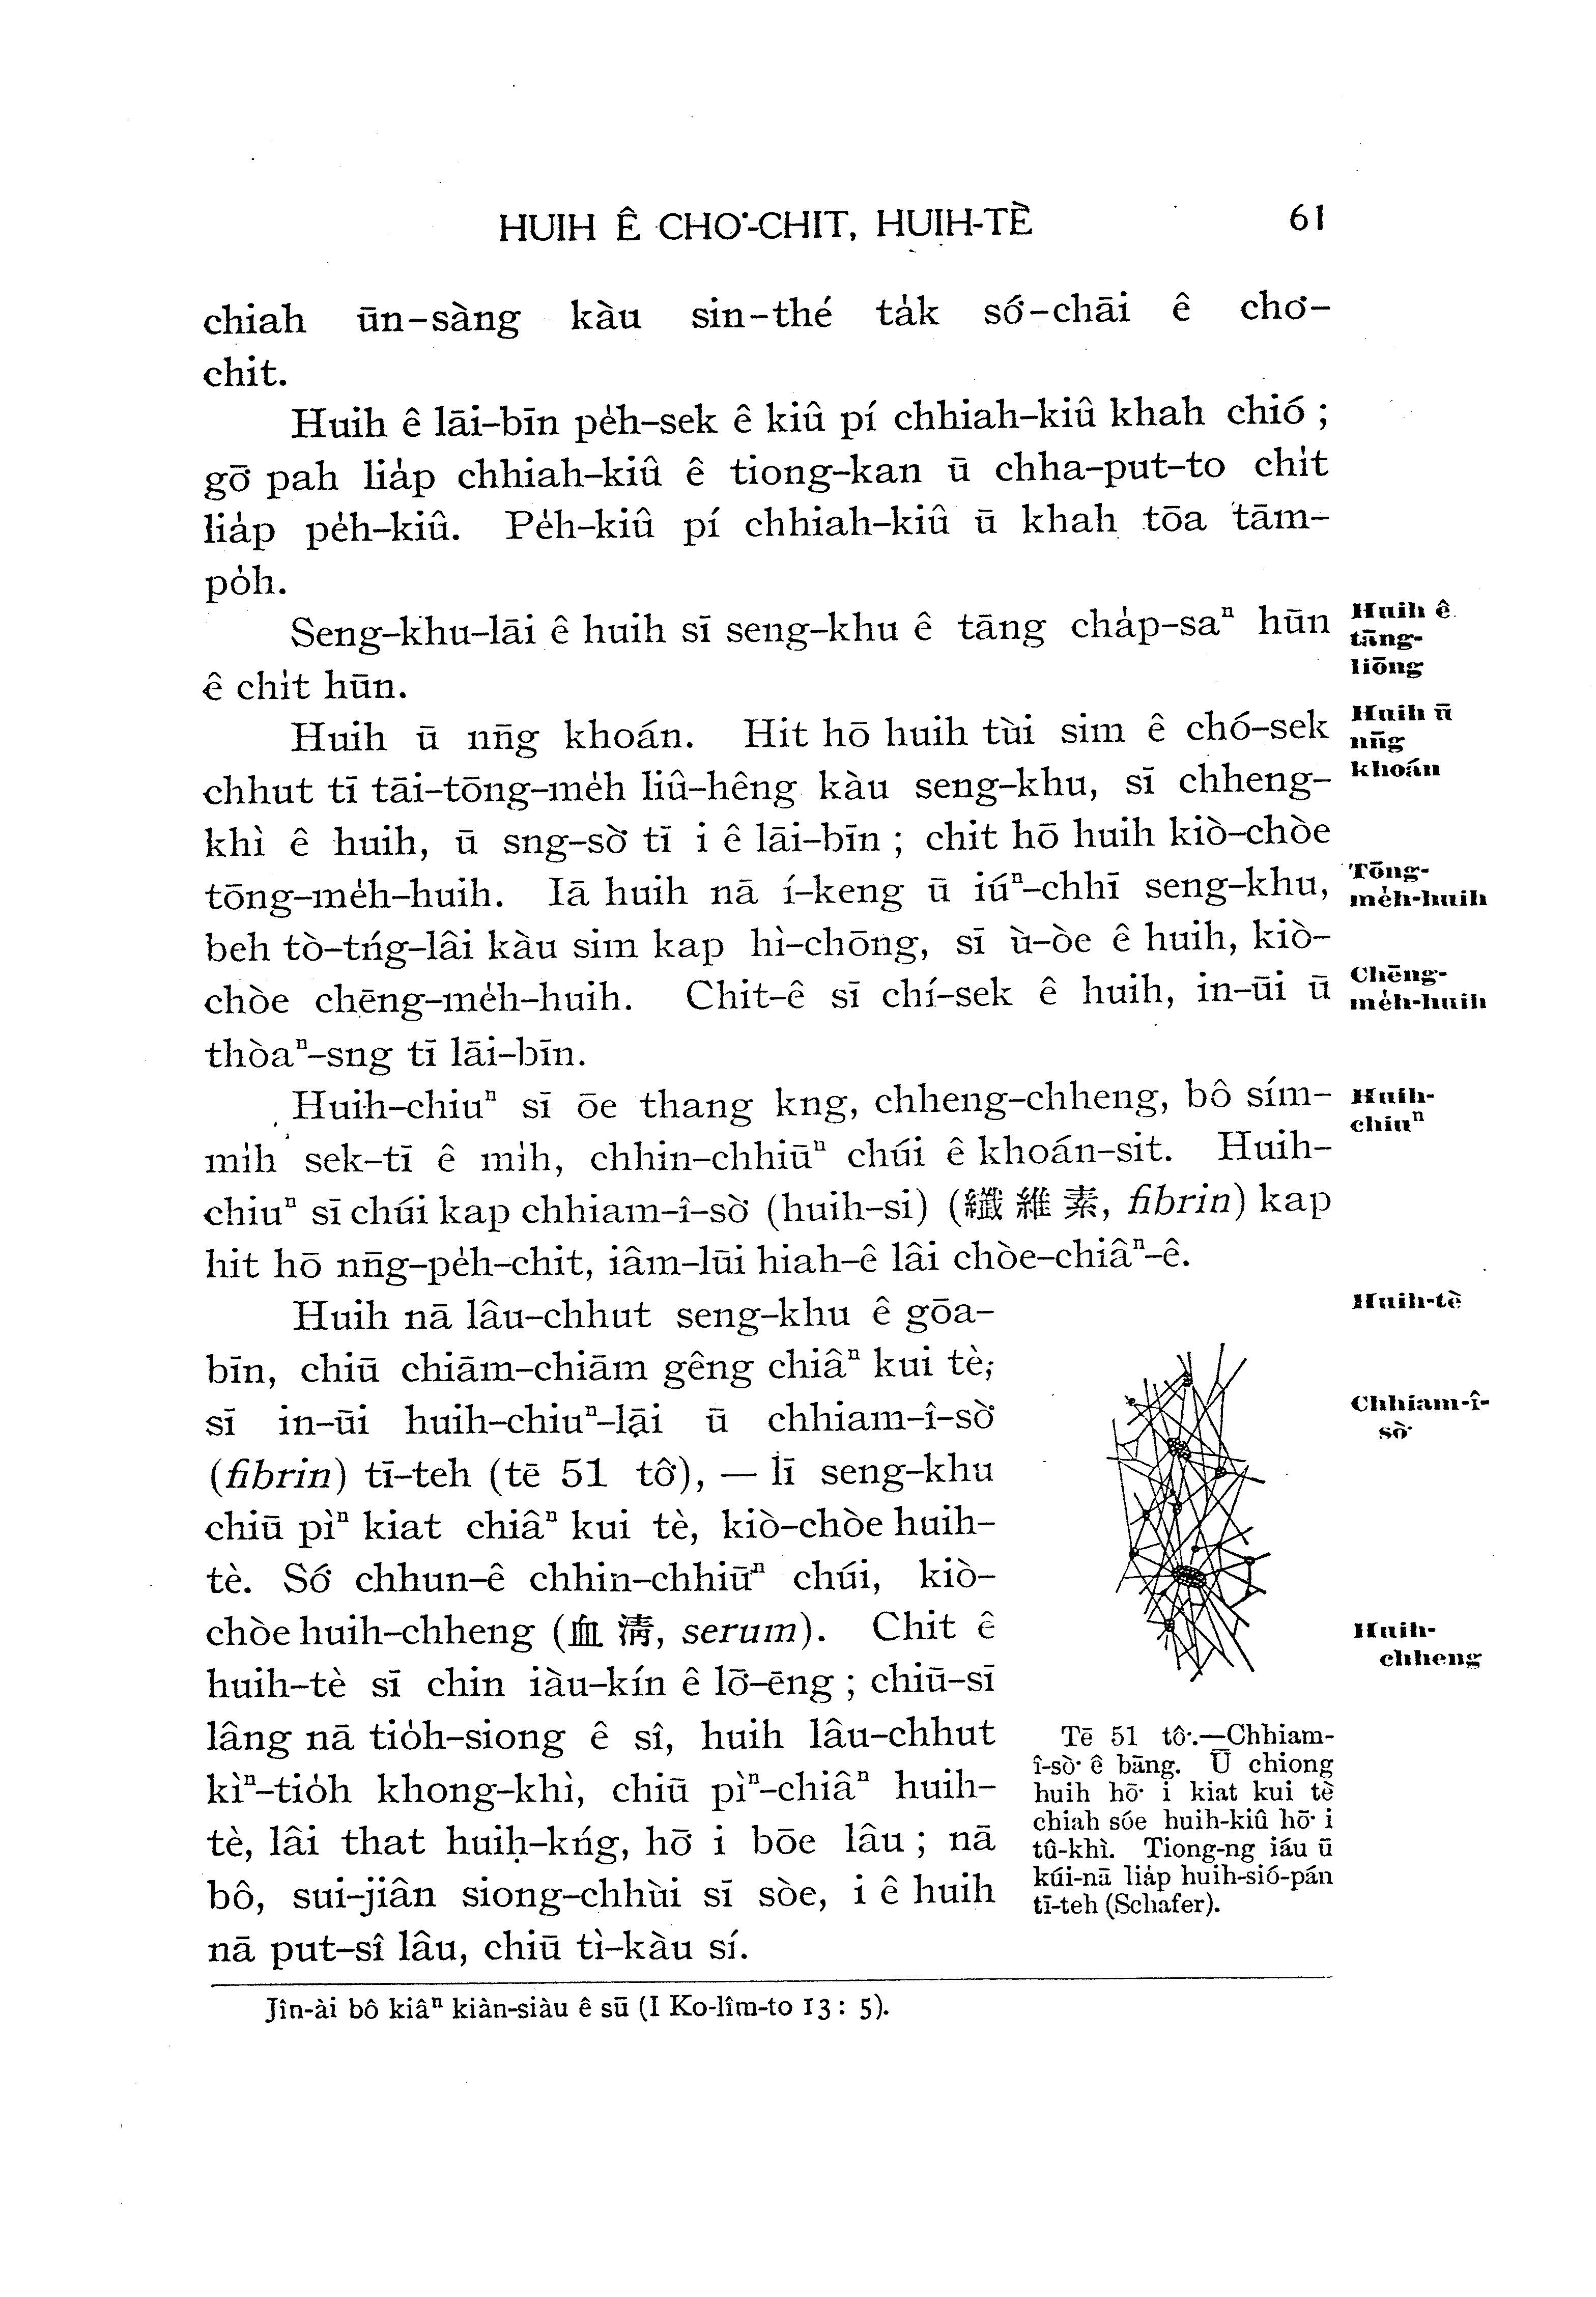 HUIH Ê CHO͘-CHIT, HUIH-TÈ 61
chiah ūn-sàng kàu sin-thé ta̍k só͘-chāi ê cho͘-
chit.
Huih ê lāi-bīn pe̍h-sek ê kiû pí chhiah-kiû khah chió ;
gō͘ pah lia̍p chhiah-kiû ê tiong-kan ū chha-put-to chi̍t
lia̍p pe̍h-kiû. Pe̍h-kiû pí chhiah-kiû ū khah tōa tām-
po̍h.
Seng-khu-lāi ê huih sī seng-khu ê tāng cha̍p-saⁿ hūn
ê chi̍t hūn.
Huih ê
tāng-
liōng
Huih ū nn̄g khoán. Hit hō huih tùi sim ê chó-sek
chhut tī tāi-tōng-me̍h liû-hêng kàu seng-khu, sī chheng-
khì ê huih, ū sng-sò͘ tī i ê lāi-bīn ; chit hō huih kiò-chòe
tōng-me̍h-huih. Iā huih nā í-keng ū iúⁿ-chhī seng-khu,
beh tò-tńg-lâi kàu sim kap hì-chōng, sī ù-òe ê huih, kiò-
chòe chēng-me̍h-huih. Chit-ê sī chí-sek ê huih, in-ūi ū
thòaⁿ-sng tī lāi-bīn.
Huih ū
nn̄g
khoán
Tōng-
me̍h-huih
Chēng-
me̍h-huih
Huih-chiuⁿ sī ōe thang kng, chheng-chheng, bô sím-
mi̍h sek-tī ê mi̍h, chhin-chhiūⁿ chúi ê khoán-sit. Huih-
chiuⁿ sī chúi kap chhiam-î-sò͘ (huih-si) (纖維素, fibrin) kap
hit hō nn̄g-pe̍h-chit, iâm-lūi hiah-ê lâi chòe-chiâⁿ-ê.
Huih-
chiuⁿ
Huih nā lâu-chhut seng-khu ê gōa-
bīn, chiū chiām-chiām gêng chiâⁿ kui tè,
sī in-ūi huih-chiuⁿ-lāi ū chhiam-î-sò͘
(fibrin) tī-teh (tē 51 tô͘), — lī seng-khu
chiū pìⁿ kiat chiâⁿ kui tè, kiò-chòe huih-
tè. Só͘ chhun-ê chhin-chhiūⁿ chúi, kiò-
chòe huih-chheng (血清, serum). Chit ê
huih-tè sī chin iàu-kín ê lō͘-ēng ; chiū-sī
lâng nā tio̍h-siong ê sî, huih lâu-chhut
kìⁿ-tio̍h khong-khì, chiū pìⁿ-chiâⁿ huih-
tè, lâi that huih-kńg, hō͘ i bōe lâu ; nā
bô, sui-jiân siong-chhùi sī sòe, i ê huih
nā put-sî lâu, chiū tì-kàu sí.
Huih-tè
Chhiam-î-
sò͘
Huih-
chheng
Tē 51 tô͘.—Chhiam-
î-sò͘ ê bāng. Ū chiong
huih hō͘ i kiat kui tè
chiah sóe huih-kiû hō͘ i
tû-khì. Tiong-ng iáu ū
kúi-nā lia̍p huih-sió-pán
tī-teh (Schafer).
Jîn-ài bô kiâⁿ kiàn-siàu ê sū (I Ko-lîm-to 13 : 5).